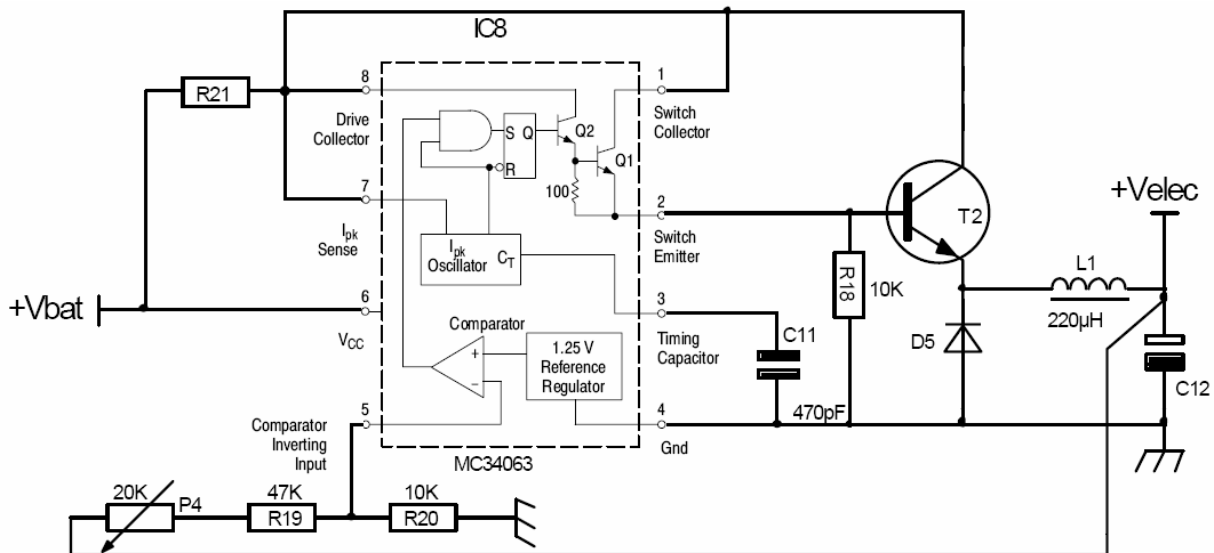 IC8
R21
8
Drive
Collector
1
Switch
Collector
S Q
R
Q2
Q1
100
7
Ipk
Sense
Ipk
Oscillator
CT
2
Switch
Emitter
T2
+Velec
L1
220µH
R18
10K
+Vbat
6
VCC
3
Timing
Capacitor
C11
470pF
D5
C12
Comparator
+
−
1.25 V
Reference
Regulator
5
Comparator
Inverting
Input
4
Gnd
MC34063
20K
P4
47K
R19
10K
R20